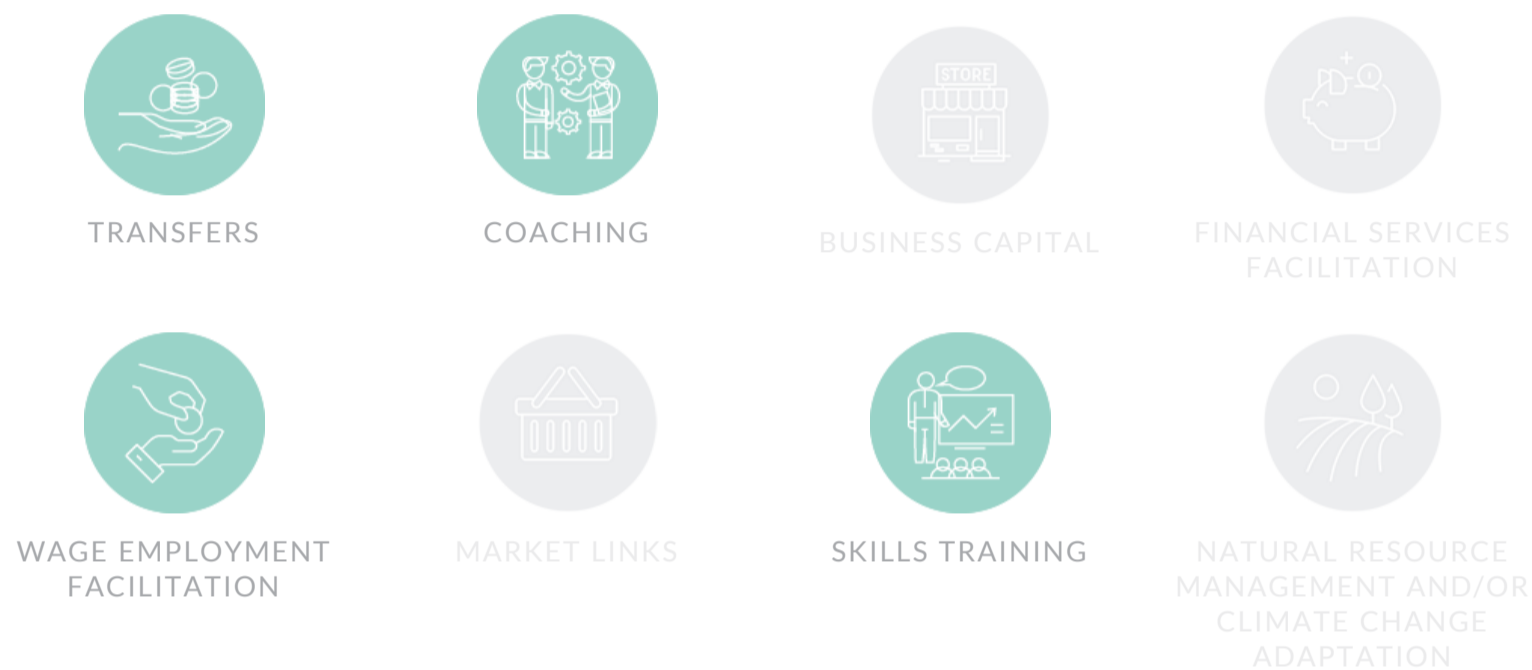 TRANSFERS
COACHING
STORE
BUSINESS CAPITAL
FINANCIAL SERVICES
FACILITATION
WAGE EMPLOYMENT
FACILITATION
MARKET LINKS
SKILLS TRAINING
NATURAL RESOURCE
MANAGEMENT AND/OR
CLIMATE CHANGE
ADAPTATION